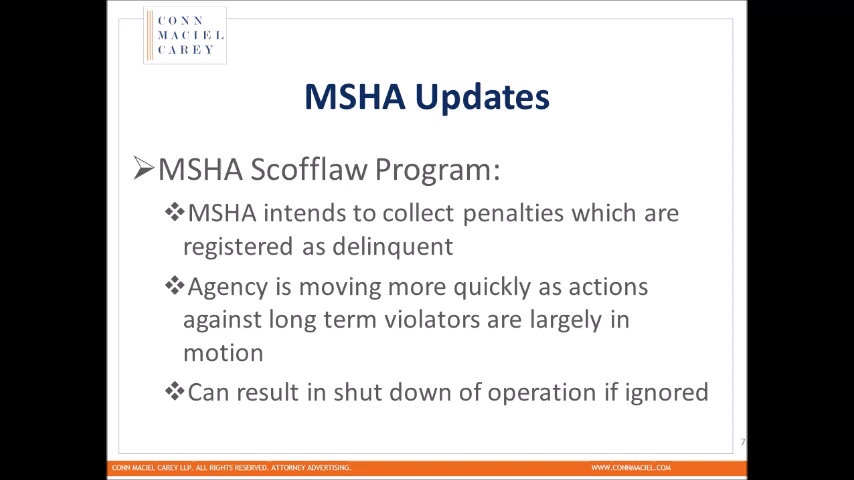 CONN
MACIEL
CAREY
MSHA Updates
MSHA Scofflaw Program:
MSHA intends to collect penalties which are
registered as delinquent
Agency is moving more quickly as actions
against long term violators are largely in
motion
Can result in shut down of operation if ignored
7
CONN MACIEL CAREY LLP. ALL RIGHTS RESERVED. ATTORNEY ADVERTISING.
WWW.CONNMACIEL.COM